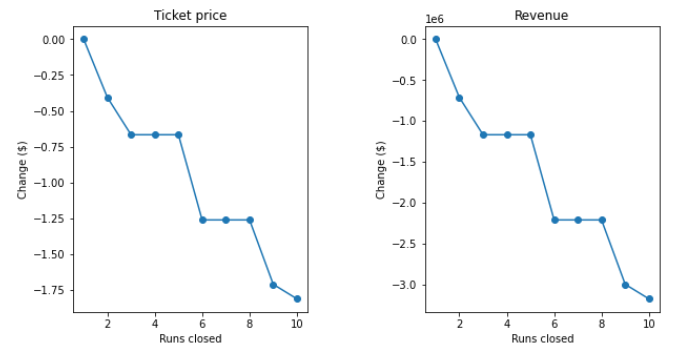 Ticket price
0.00
−0.25
−0.50
−0.75
−1.00
−1.25
−1.50
−1.75
Change ($)
2 4 6 8 10
Runs closed
Revenue
1e6
0.0
−0.5
−1.0
−1.5
−2.0
−2.5
−3.0
Change ($)
2 4 6 8 10
Runs closed